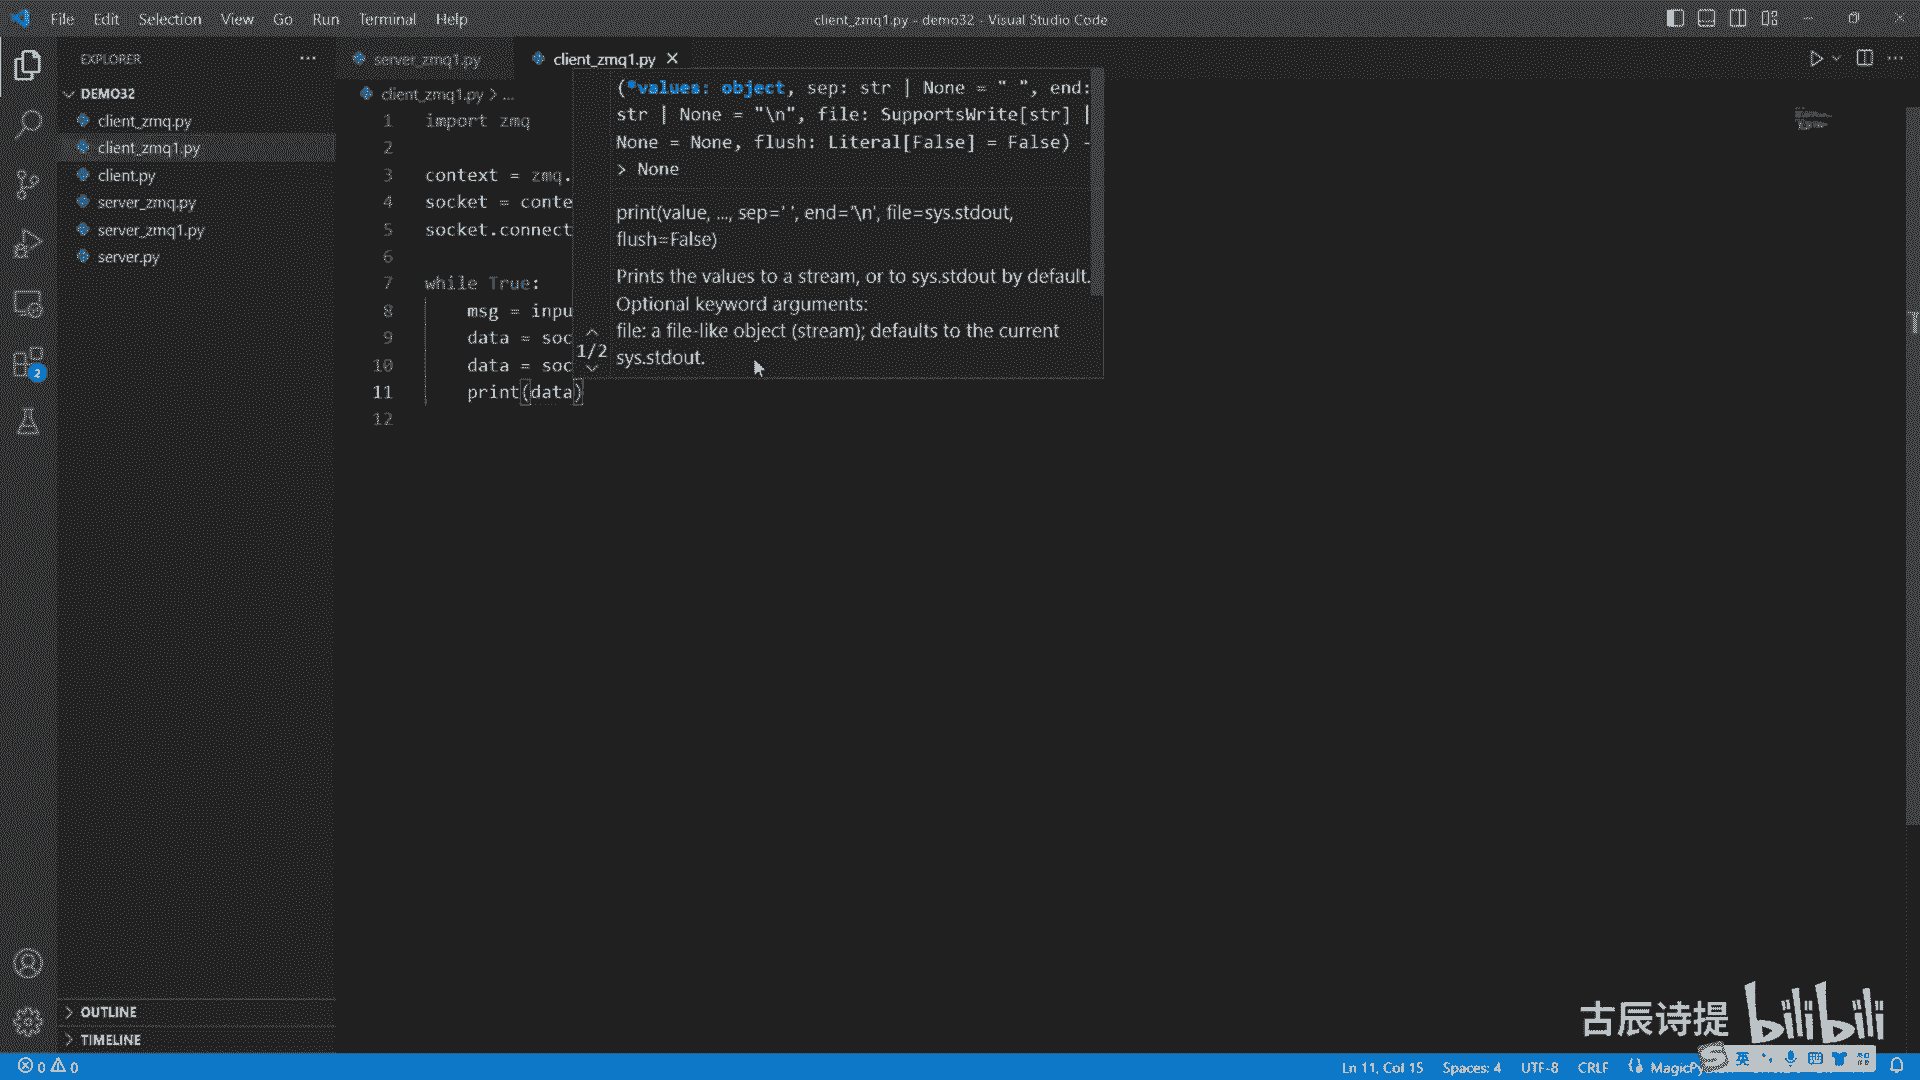 File Edit Selection View Go Run Terminal Help
client_zmq1.py - demo32 - Visual Studio Code
EXPLORER
DEMO32
client_zmq.py
client_zmq1.py
client.py
server_zmq.py
server_zmq1.py
server.py
OUTLINE
TIMELINE
2
server_zmq1.py
client_zmq1.py
client_zmq1.py > ...
1 import zmq
2
3 context = zmq.
4 socket = conte
5 socket.connect
6
7 while True:
8 msg = inpu
9 data = soc
10 data = soc
11 print(data)
12
(*values: object, sep: str | None = " ", end:
str | None = "\n", file: SupportsWrite[str] |
None = None, flush: Literal[False] = False) -
> None
print(value, ..., sep=' ', end='\n', file=sys.stdout,
flush=False)
Prints the values to a stream, or to sys.stdout by default.
Optional keyword arguments:
file: a file-like object (stream); defaults to the current
sys.stdout.
1/2
古辰诗提 bilibili
0 0
Ln 11, Col 15 Spaces: 4 UTF-8 CRLF
英